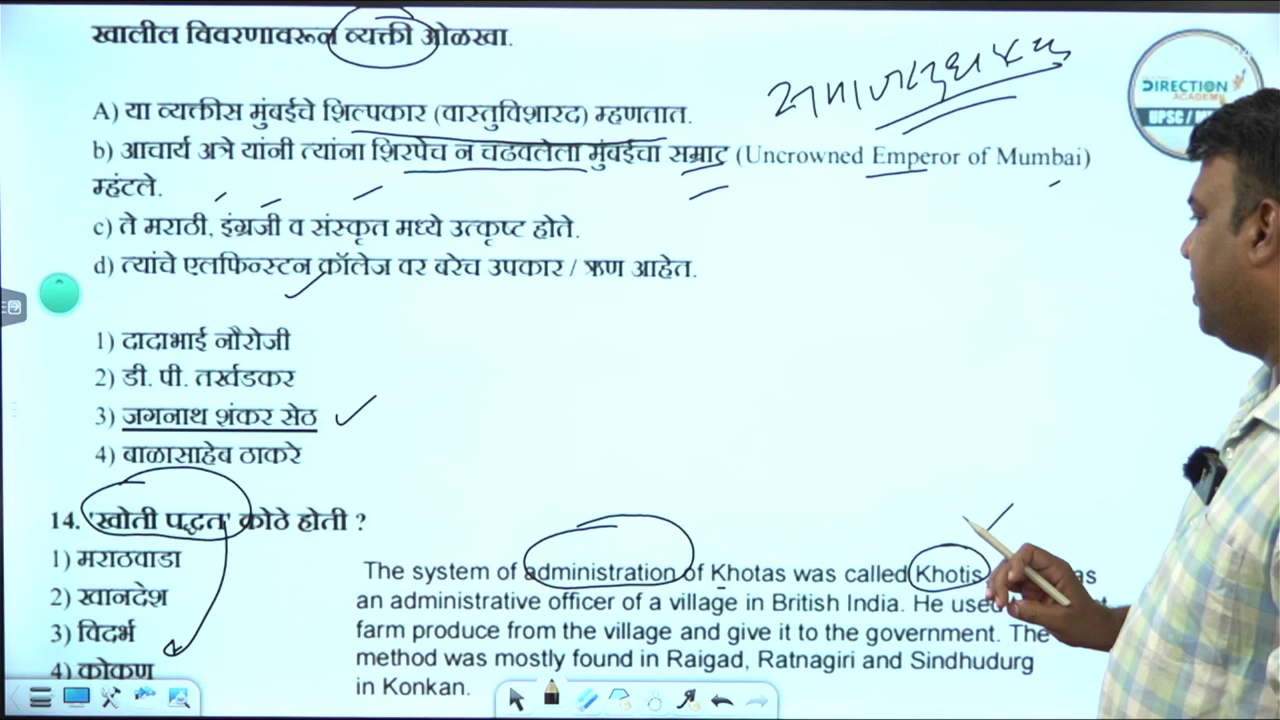 खालील विवरणावरून व्यक्ती ओळखा.
A) या व्यक्तीस मुंबईचे शिल्पकार (वास्तुविशारद) म्हणतात.
b) आचार्य अत्रे यांनी त्यांना शिरपेच न चढवलेला मुंबईचा सम्राट (Uncrowned Emperor of Mumbai)
म्हंटले.
c) ते मराठी, इंग्रजी व संस्कृत मध्ये उत्कृष्ट होते.
d) त्यांचे एलफिन्स्टन कॉलेज वर बरेच उपकार / ऋण आहेत.
1) दादाभाई नौरोजी
2) डी. पी. तर्खडकर
3) जगनाथ शंकर सेठ
4) बाळासाहेब ठाकरे
DIRECTION
ACADEMY
UPSC /
14. 'खोती पद्धत' कोठे होती ?
1) मराठवाडा
2) खानदेश
3) विदर्भ
4) कोकण
The system of administration of Khotas was called Khotis as
an administrative officer of a village in British India. He used
farm produce from the village and give it to the government. The
method was mostly found in Raigad, Ratnagiri and Sindhudurg
in Konkan.